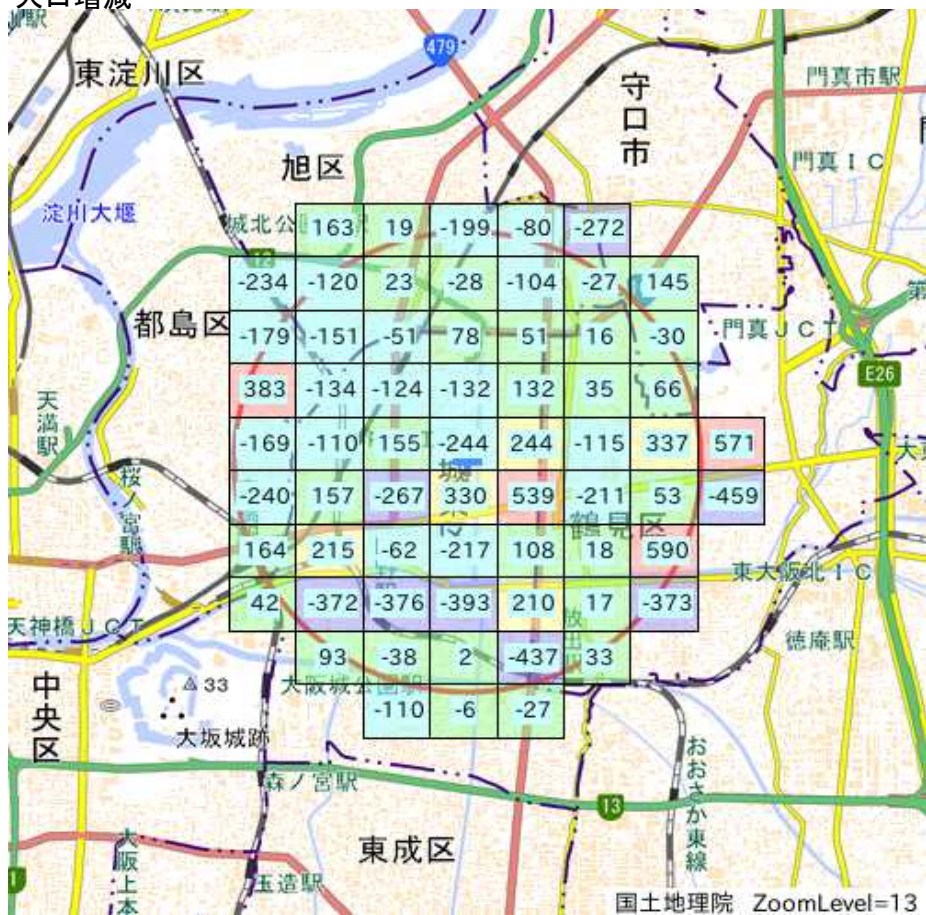 人口増減
東淀川区
479
守口市
門真市駅
旭区
門真IC
淀川大堰
城北公
163 19 -199 -80 -272
-234 -120 23 -28 -104 -27 145
第
都島区
門真JCT
-179 -151 -51 78 51 16 -30
E26
383 -134 -124 -132 132 35 66
天満駅
-169 -110 155 -244 244 -115 337 571
桜ノ宮駅
-240 157 -267 330 539 -211 53 -459
鶴見区
164 215 -62 -217 108 18 590
東大阪北IC
42 -372 -376 -393 210 17 -373
天神橋JCT
徳庵駅
93 -38 2 -437 33
中央区
33
大阪城公園駅
-110 -6 -27
大坂城跡
おおさか東線
森ノ宮駅
13
東成区
大阪上本
玉造駅
国土地理院 ZoomLevel=13